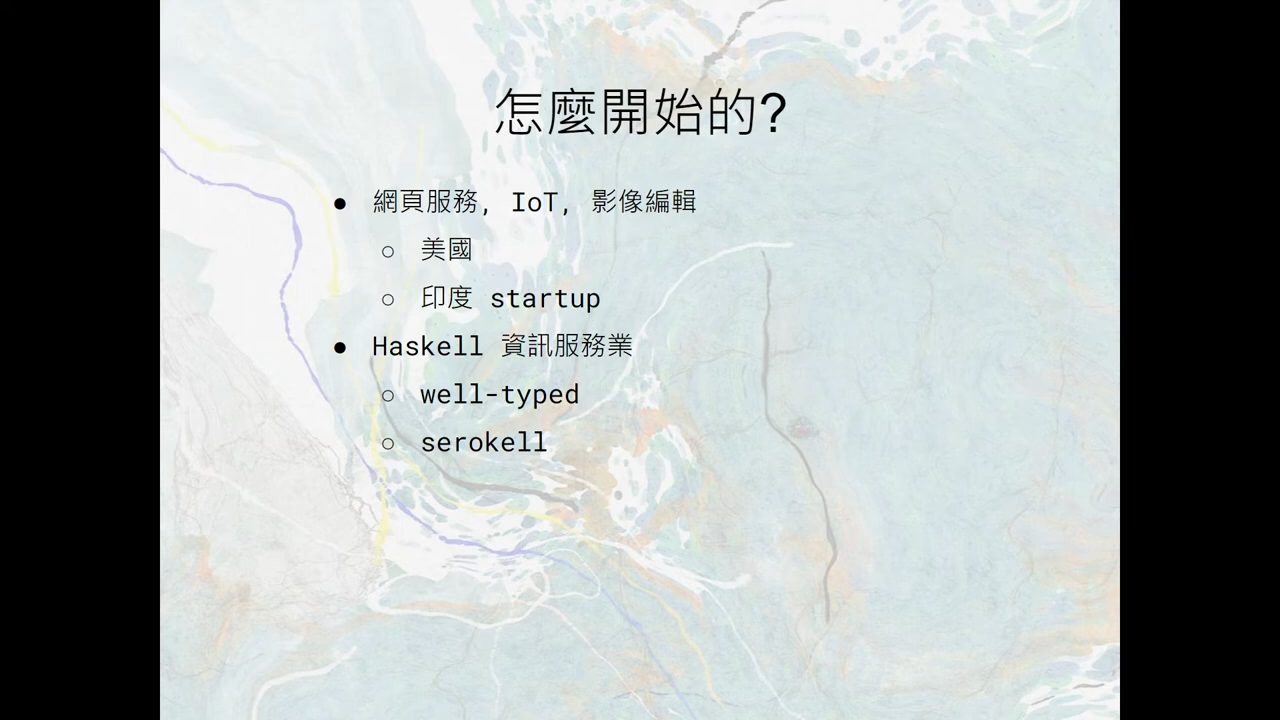 怎麼開始的?
● 網頁服務, IoT, 影像編輯
○ 美國
○ 印度 startup
● Haskell 資訊服務業
○ well-typed
○ serokell